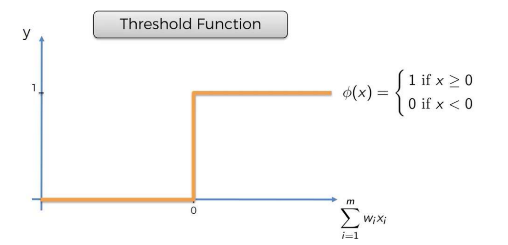 Threshold Function
y
1
ϕ(x) = { 1 if x ≥ 0
0 if x < 0
0
m
∑ wᵢxᵢ
i=1